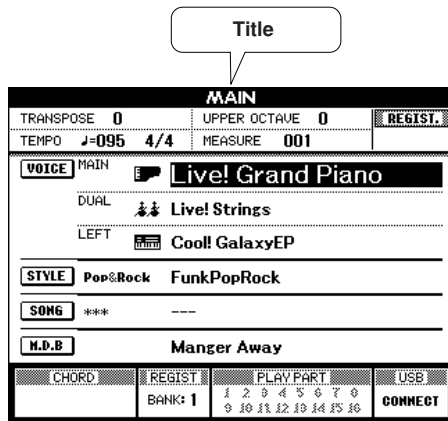 Title
MAIN
TRANSPOSE 0 UPPER OCTAVE 0 REGIST.
TEMPO ♩=095 4/4 MEASURE 001
VOICE MAIN Live! Grand Piano
DUAL Live! Strings
LEFT Cool! GalaxyEP
STYLE Pop&Rock FunkPopRock
SONG *** ---
M.D.B Manger Away
CHORD REGIST PLAY PART USB
BANK: 1 1 2 3 4 5 6 7 8 CONNECT
9 10 11 12 13 14 15 16